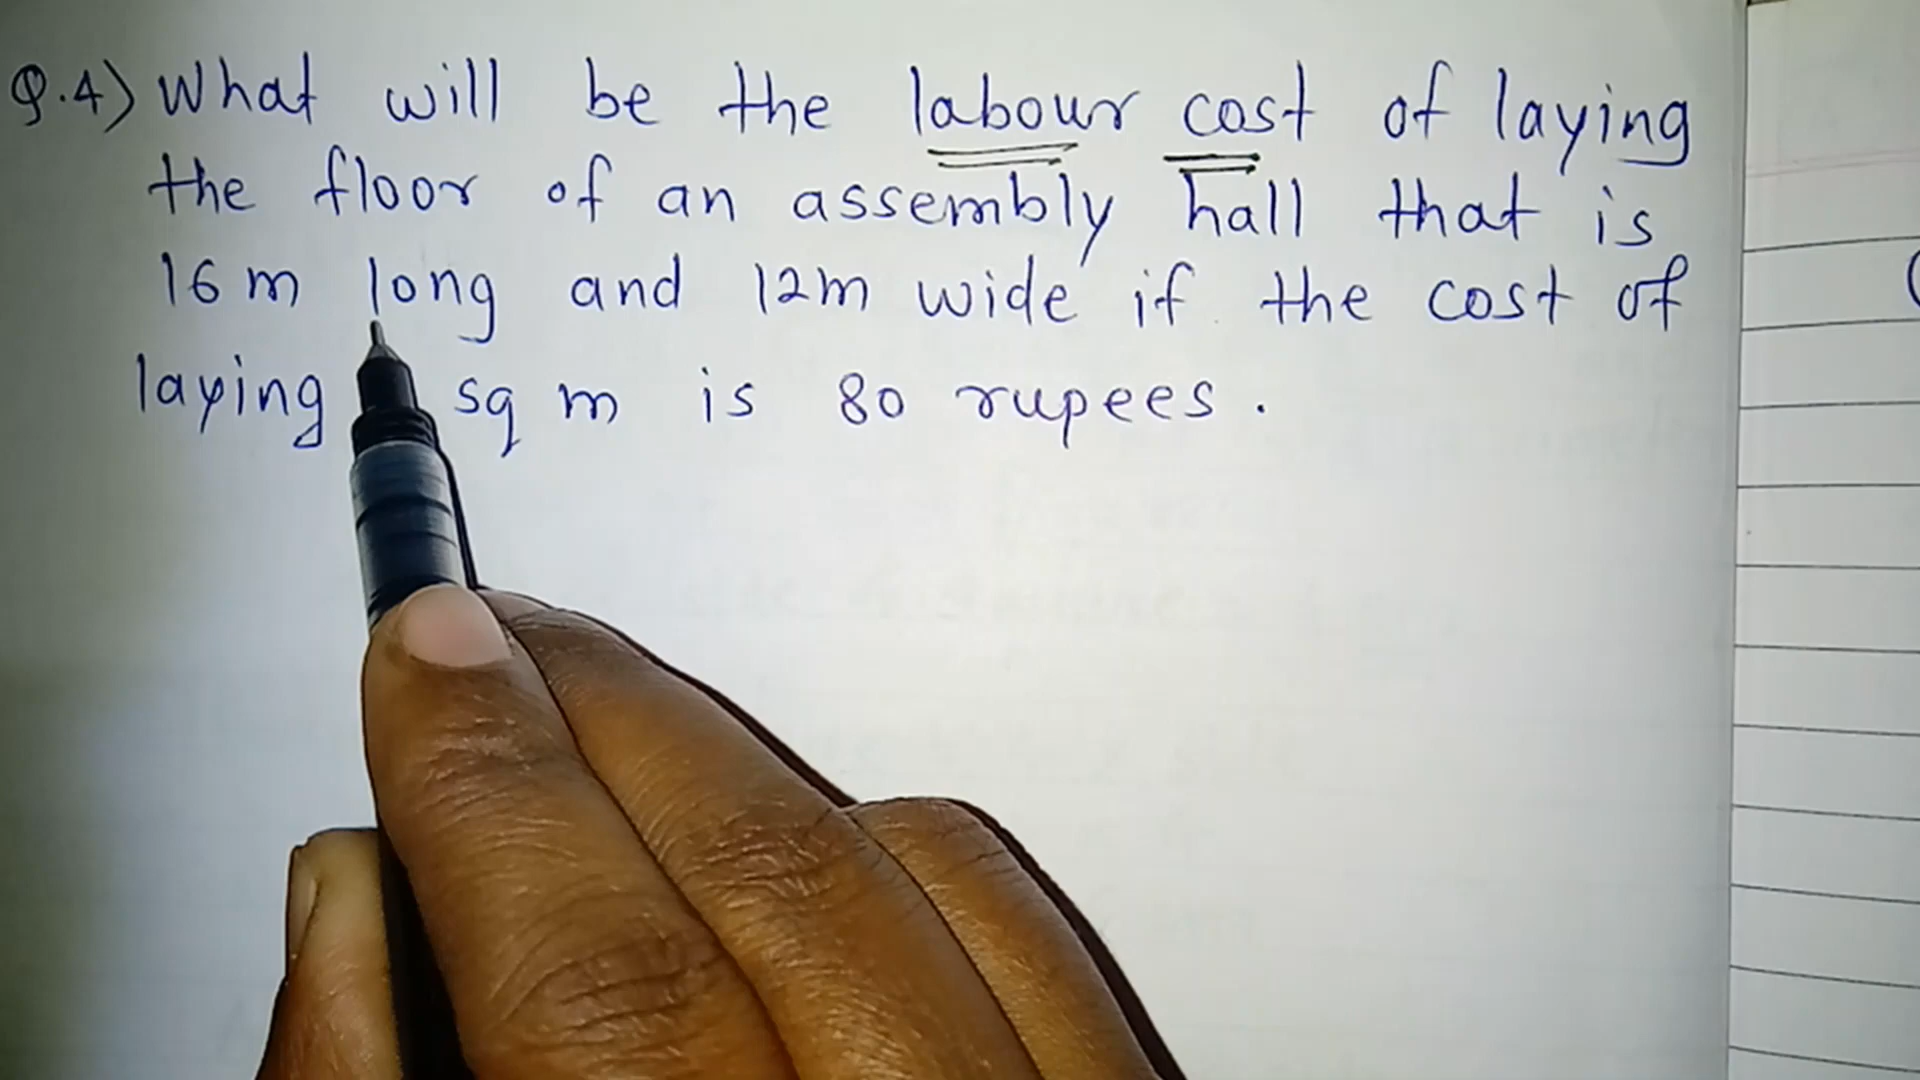 Q.4) What will be the labour cost of laying
the floor of an assembly hall that is
16 m long and 12m wide if the cost of
laying sq m is 80 rupees.